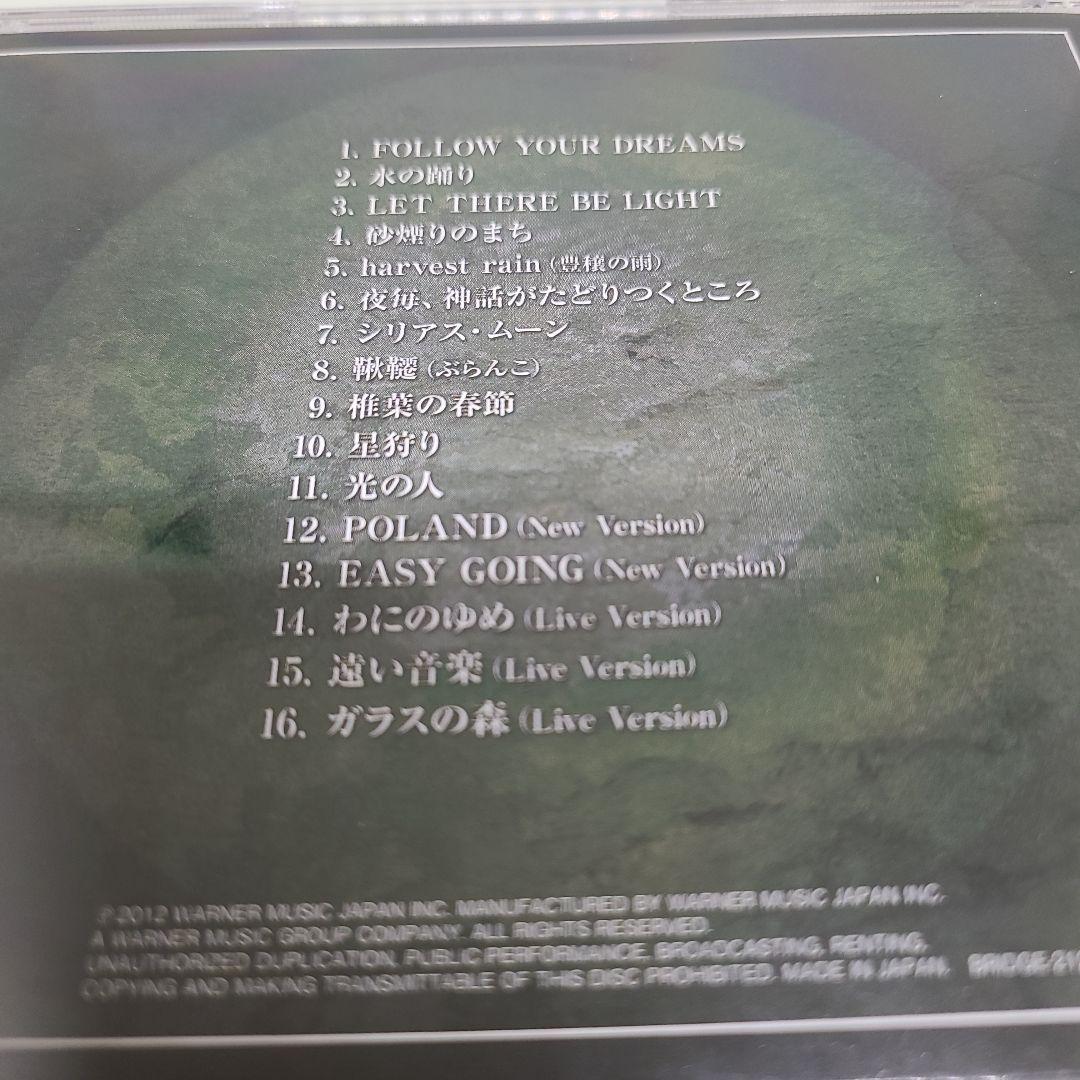 1. FOLLOW YOUR DREAMS
2. 水の踊り
3. LET THERE BE LIGHT
4. 砂煙りのまち
5. harvest rain (豊穣の雨)
6. 夜毎、神話がたどりつくところ
7. シリアス・ムーン
8. 鞦韆 (ぶらんこ)
9. 椎葉の春節
10. 星狩り
11. 光の人
12. POLAND (New Version)
13. EASY GOING (New Version)
14. わにのゆめ (Live Version)
15. 遠い音楽 (Live Version)
16. ガラスの森 (Live Version)
℗ 2012 WARNER MUSIC JAPAN INC. MANUFACTURED BY WARNER MUSIC JAPAN INC.
A WARNER MUSIC GROUP COMPANY. ALL RIGHTS RESERVED.
UNAUTHORIZED DUPLICATION, PUBLIC PERFORMANCE, BROADCASTING, RENTING,
COPYING AND MAKING TRANSMITTABLE OF THIS DISC PROHIBITED. MADE IN JAPAN.